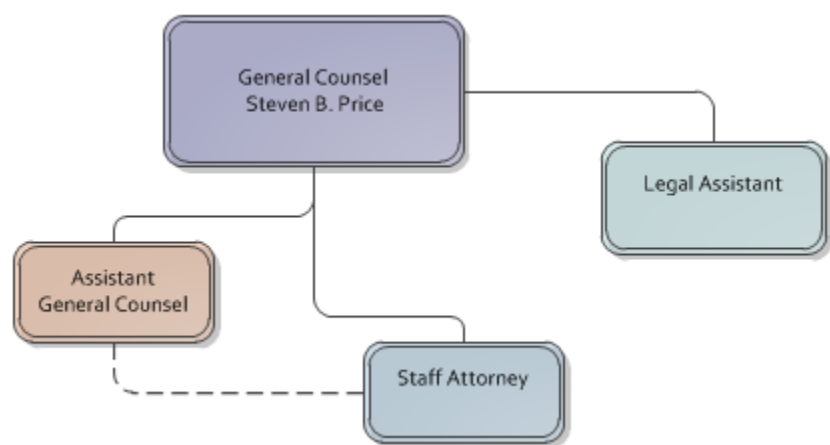 General Counsel
Steven B. Price
Legal Assistant
Assistant
General Counsel
Staff Attorney